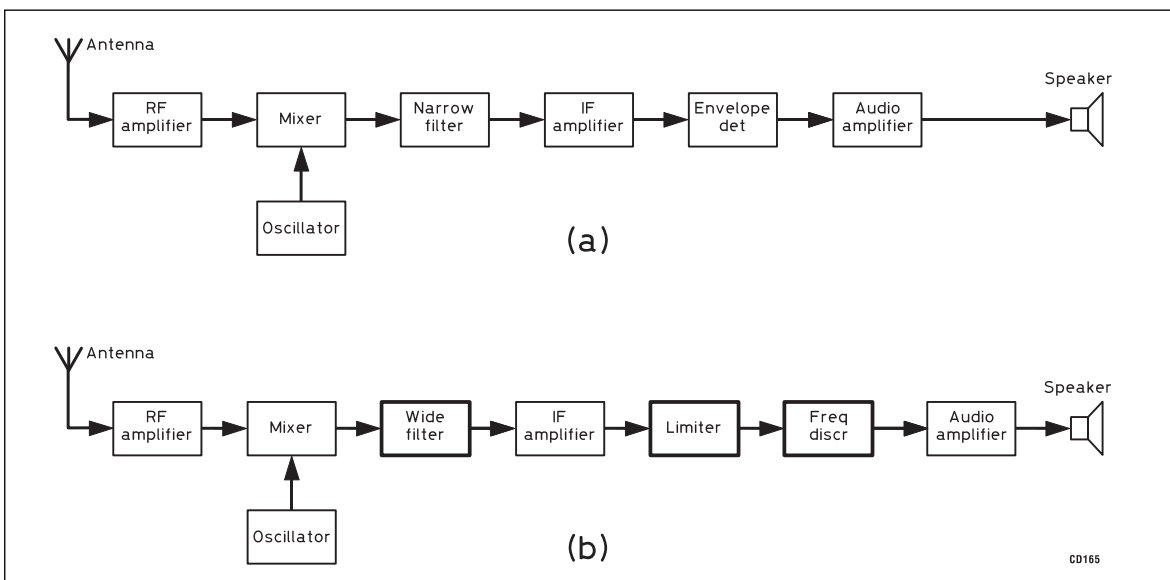 Antenna
Speaker
RF
amplifier
Mixer
Narrow
filter
IF
amplifier
Envelope
det
Audio
amplifier
Oscillator
(a)
Antenna
Speaker
RF
amplifier
Mixer
Wide
filter
IF
amplifier
Limiter
Freq
discr
Audio
amplifier
Oscillator
(b)
CD165